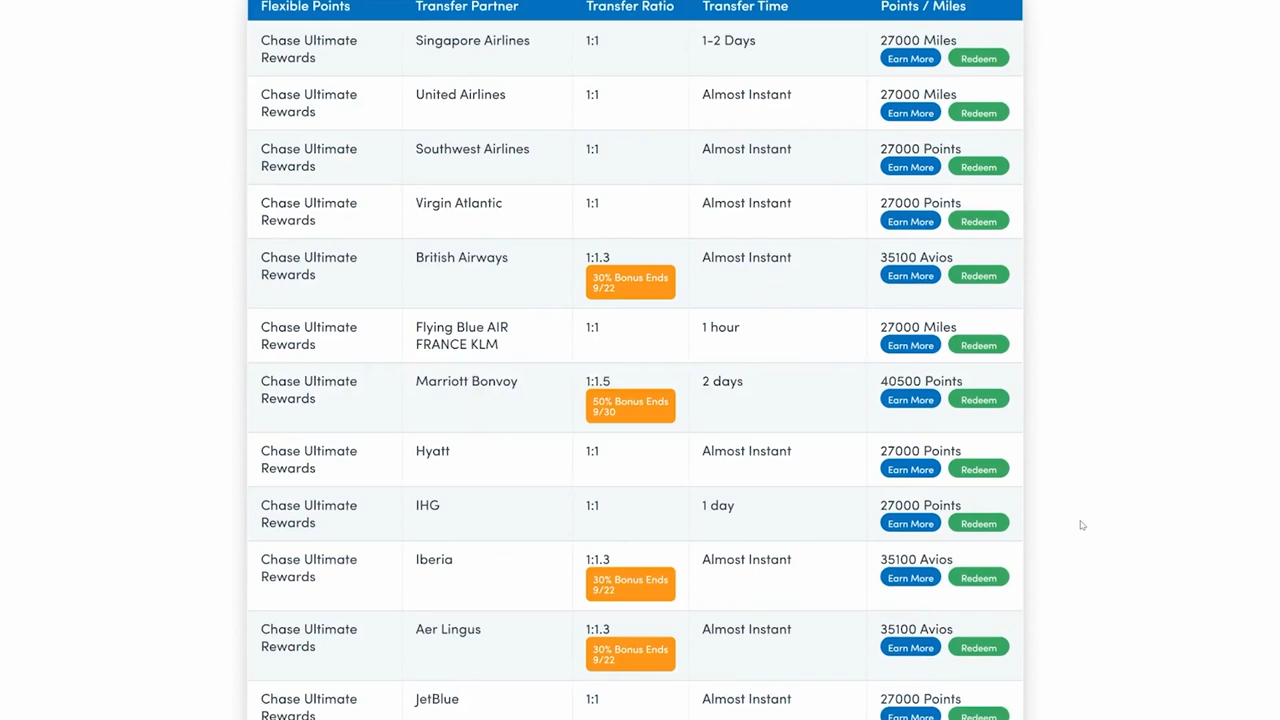 Flexible Points Transfer Partner Transfer Ratio Transfer Time Points / Miles
Chase Ultimate Rewards Singapore Airlines 1:1 1-2 Days 27000 Miles
Earn More Redeem
Chase Ultimate Rewards United Airlines 1:1 Almost Instant 27000 Miles
Earn More Redeem
Chase Ultimate Rewards Southwest Airlines 1:1 Almost Instant 27000 Points
Earn More Redeem
Chase Ultimate Rewards Virgin Atlantic 1:1 Almost Instant 27000 Points
Earn More Redeem
Chase Ultimate Rewards British Airways 1:1.3 Almost Instant 35100 Avios
30% Bonus Ends 9/22 Earn More Redeem
Chase Ultimate Rewards Flying Blue AIR FRANCE KLM 1:1 1 hour 27000 Miles
Earn More Redeem
Chase Ultimate Rewards Marriott Bonvoy 1:1.5 2 days 40500 Points
50% Bonus Ends 9/30 Earn More Redeem
Chase Ultimate Rewards Hyatt 1:1 Almost Instant 27000 Points
Earn More Redeem
Chase Ultimate Rewards IHG 1:1 1 day 27000 Points
Earn More Redeem
Chase Ultimate Rewards Iberia 1:1.3 Almost Instant 35100 Avios
30% Bonus Ends 9/22 Earn More Redeem
Chase Ultimate Rewards Aer Lingus 1:1.3 Almost Instant 35100 Avios
30% Bonus Ends 9/22 Earn More Redeem
Chase Ultimate Rewards JetBlue 1:1 Almost Instant 27000 Points
Earn More Redeem